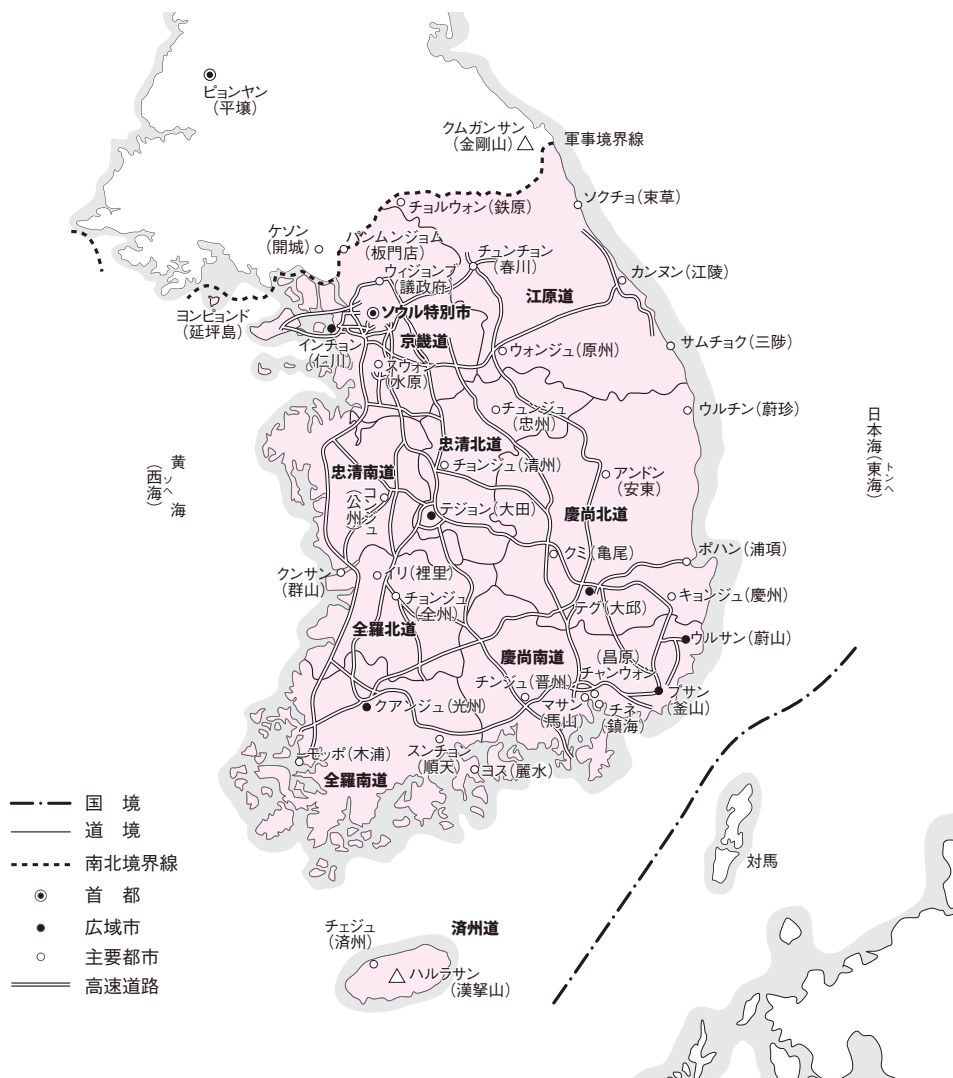 ピョンヤン
(平壌)
クムガンサン
(金剛山)
軍事境界線
ソクチョ(束草)
チョルウォン(鉄原)
ケソン
(開城)
パンムンジョム
(板門店)
チュンチョン
(春川)
カンヌン(江陵)
ウィジョンブ
(議政府)
江原道
ヨンピョンド
(延坪島)
ソウル特別市
インチョン
(仁川)
京畿道
サムチョク(三陟)
ウォンジュ(原州)
スウォン
(水原)
チュンジュ
(忠州)
ウルチン(蔚珍)
日本海(東海)
トンヘ
黄海
ソヘ
(西海)
忠清北道
忠清南道
チョンジュ(清州)
アンドン
(安東)
コンジュ
(公州)
テジョン(大田)
慶尚北道
クミ(亀尾)
ポハン(浦項)
クンサン
(群山)
イリ(裡里)
チョンジュ
(全州)
テグ(大邱)
キョンジュ(慶州)
全羅北道
ウルサン(蔚山)
慶尚南道
(昌原)
チャンウォン
チンジュ(晋州)
マサン
(馬山)
チネ
(鎮海)
プサン
(釜山)
クアンジュ(光州)
モッポ(木浦)
スンチョン
(順天)
ヨス(麗水)
全羅南道
国 境
道 境
南北境界線
首 都
広域市
主要都市
高速道路
対馬
チェジュ
(済州)
済州道
ハルラサン
(漢拏山)